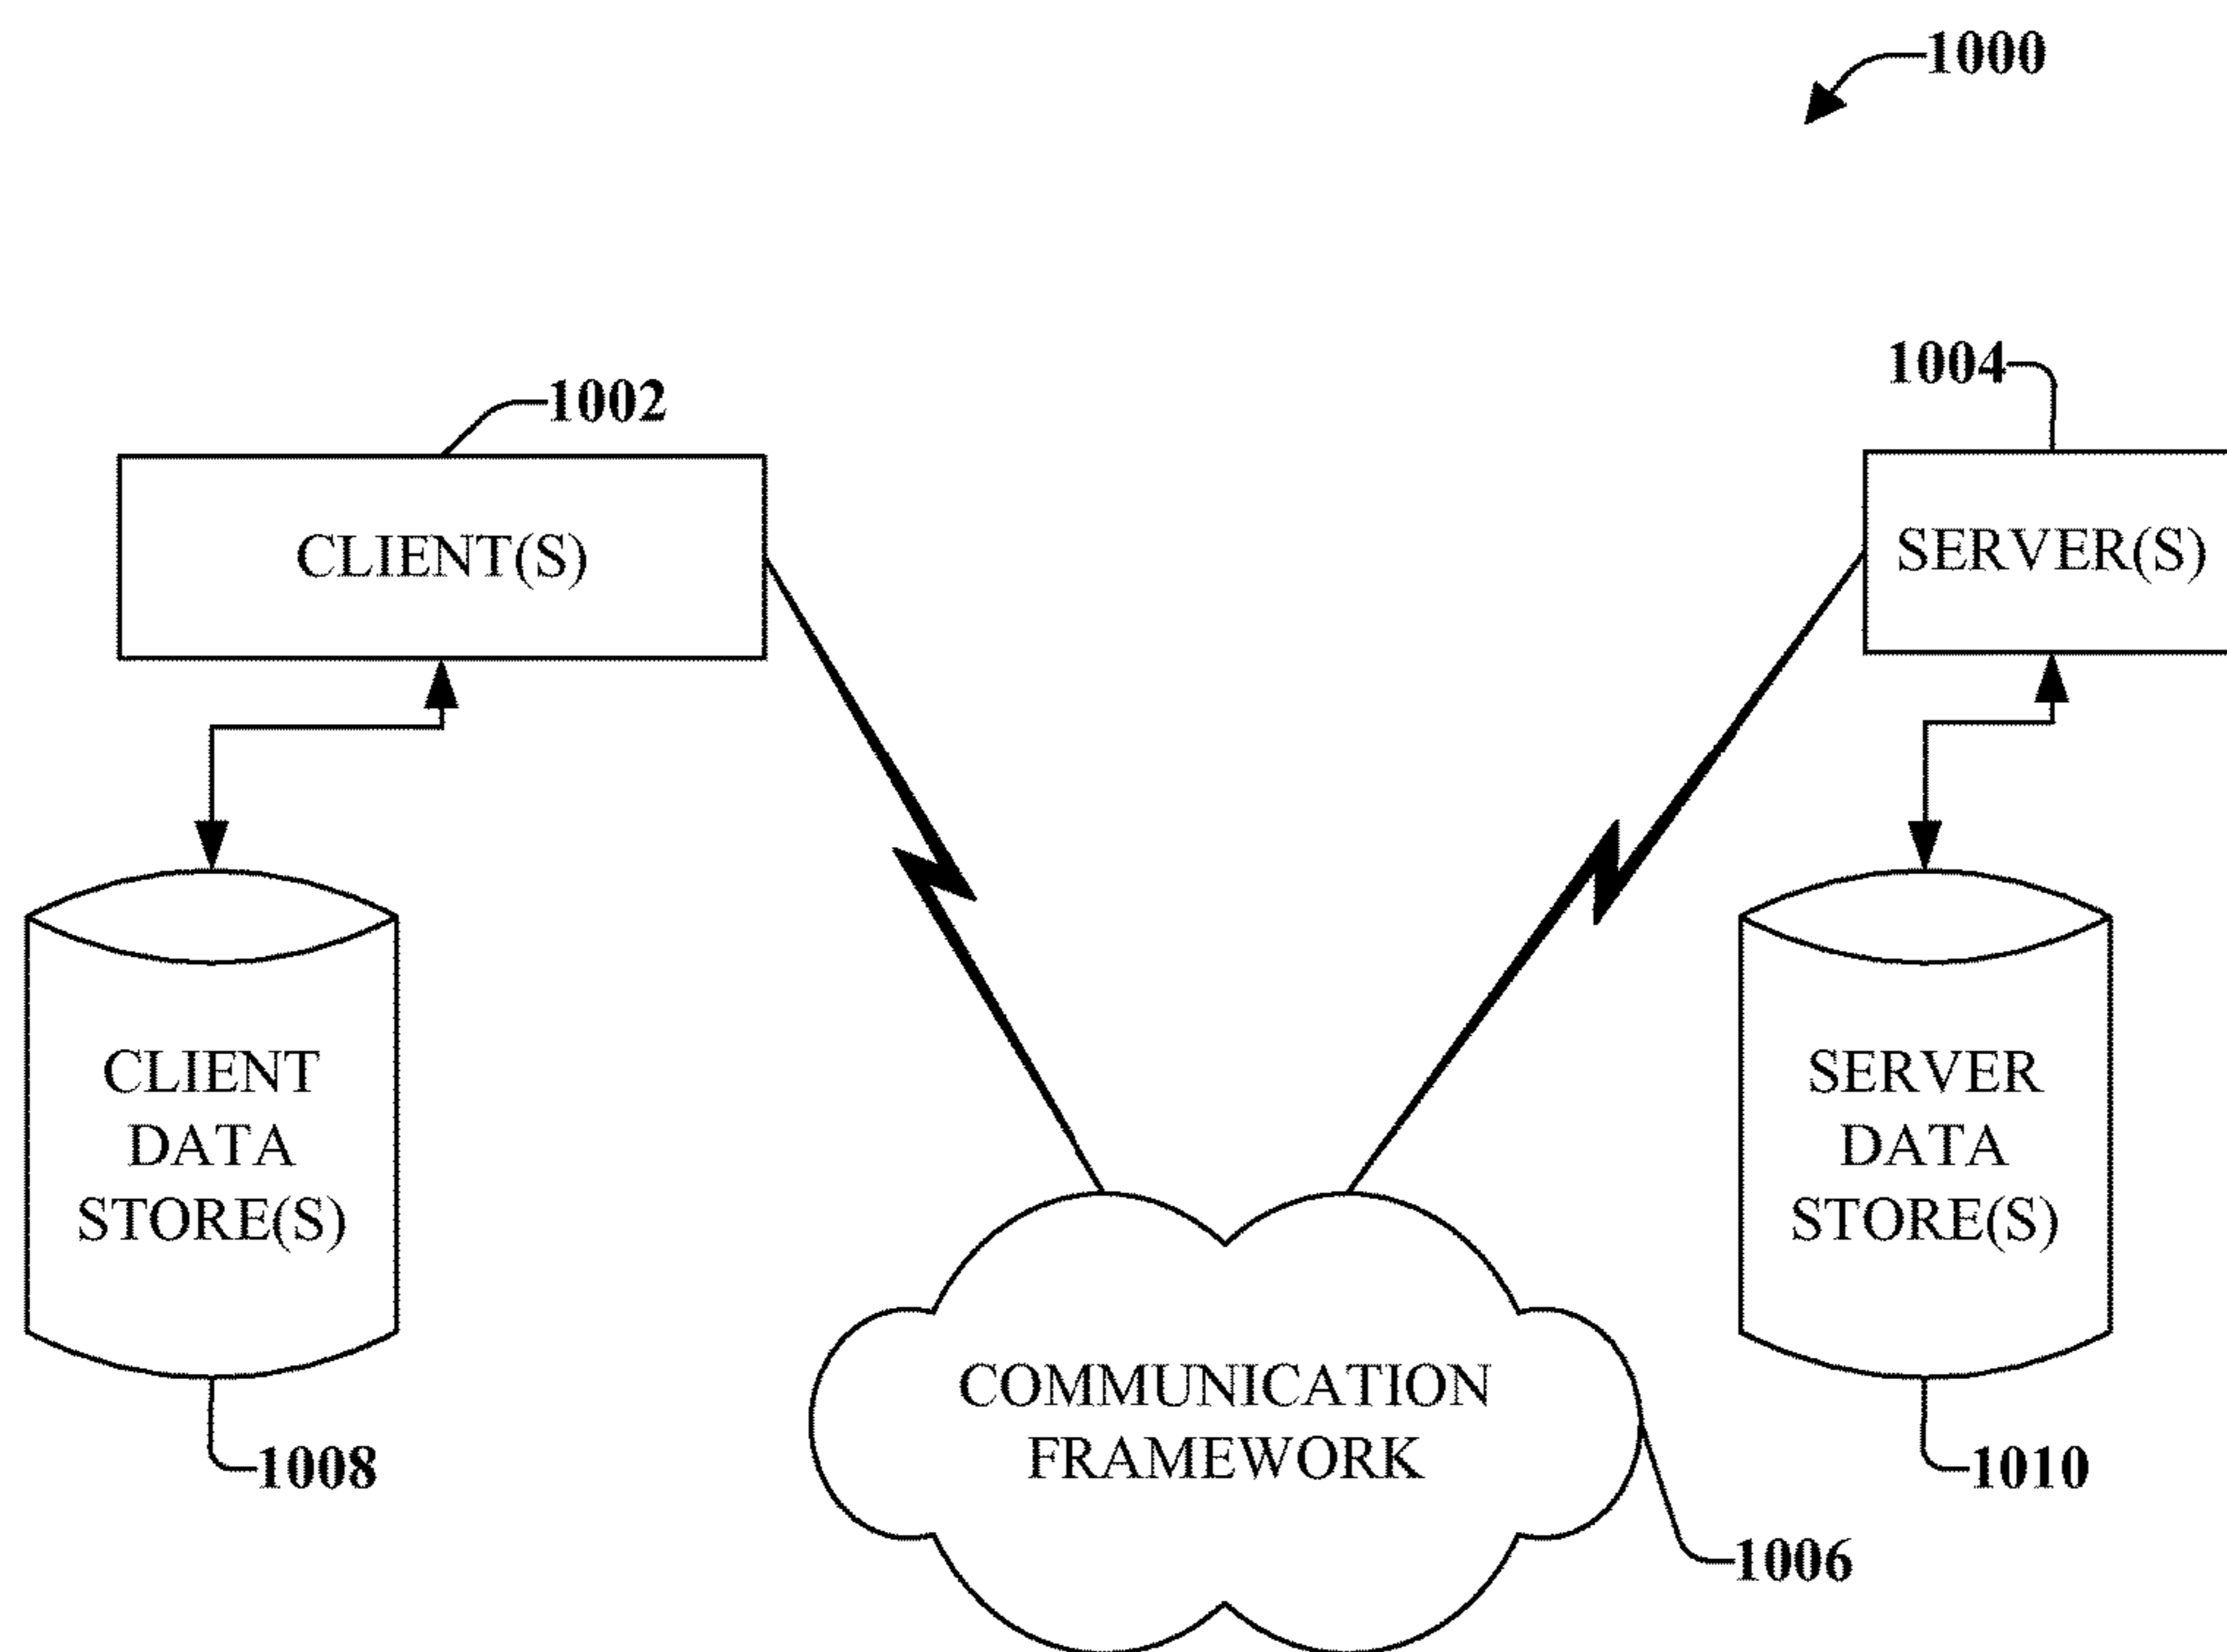 1000
1002
1004
CLIENT(S)
SERVER(S)
CLIENT
DATA
STORE(S)
SERVER
DATA
STORE(S)
COMMUNICATION
FRAMEWORK
1008
1010
1006